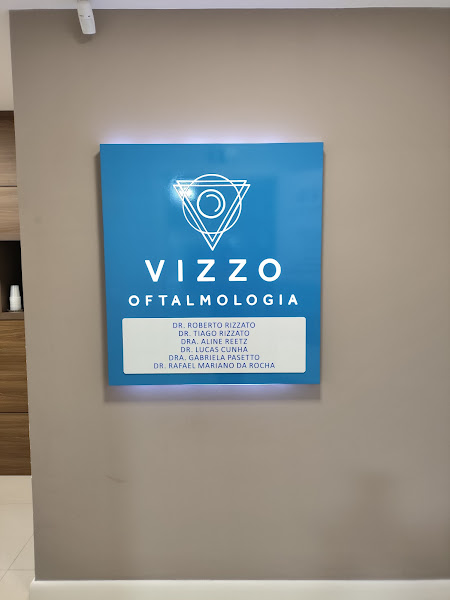 VIZZO
OFTALMOLOGIA
DR. ROBERTO RIZZATO
DR. TIAGO RIZZATO
DRA. ALINE REETZ
DR. LUCAS CUNHA
DRA. GABRIELA PASETTO
DR. RAFAEL MARIANO DA ROCHA